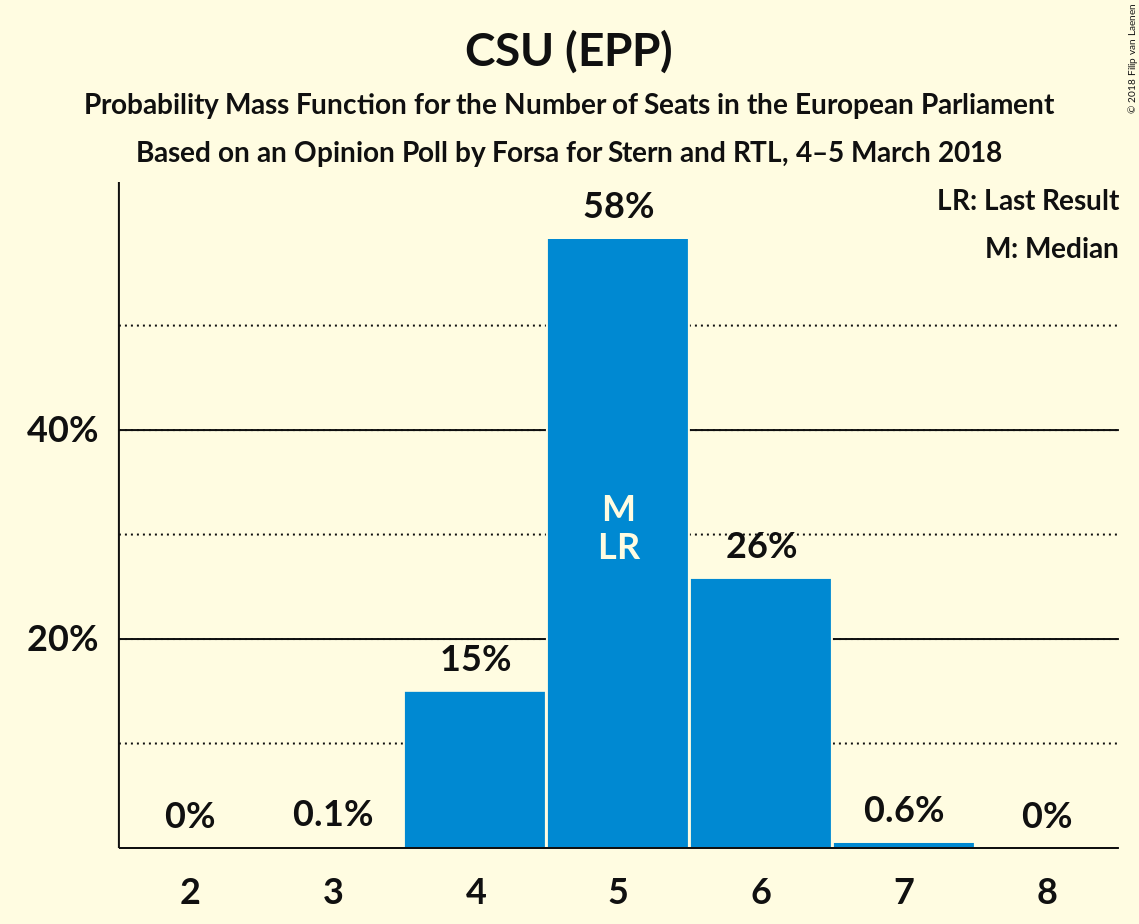 CSU (EPP)
Probability Mass Function for the Number of Seats in the European Parliament
Based on an Opinion Poll by Forsa for Stern and RTL, 4–5 March 2018
© 2018 Filip van Laenen
LR: Last Result
M: Median
58%
40%
M
LR
26%
20%
15%
0%
0.1%
0.6%
0%
2 3 4 5 6 7 8